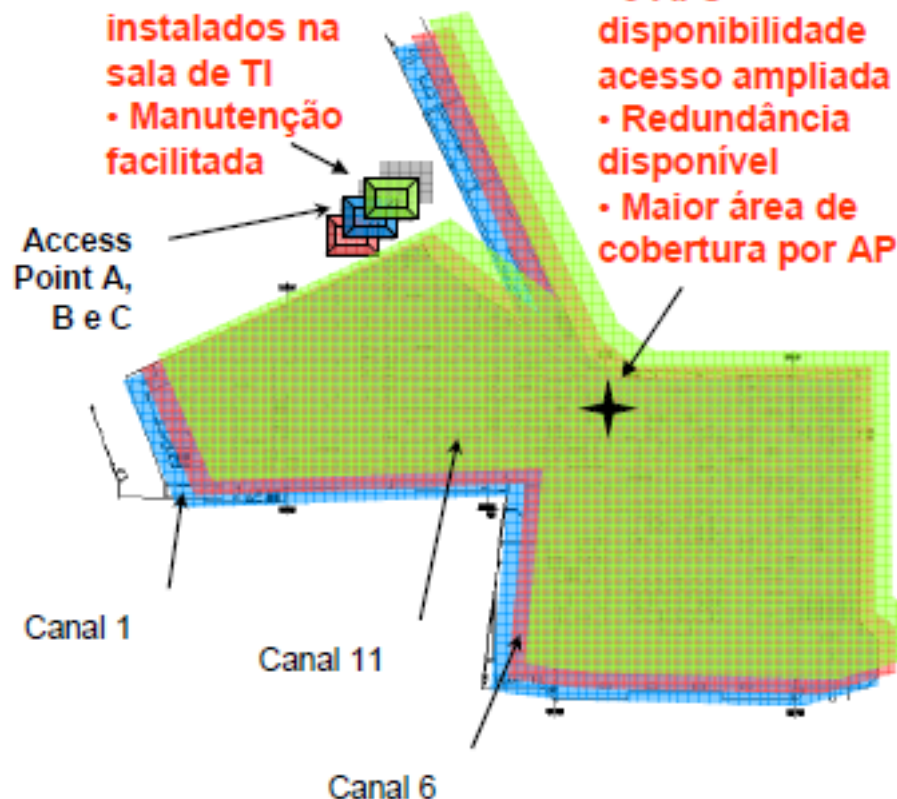 instalados na
sala de TI
• Manutenção
facilitada
disponibilidade
acesso ampliada
• Redundância
disponível
• Maior área de
cobertura por AP
Access
Point A,
B e C
Canal 1
Canal 11
Canal 6